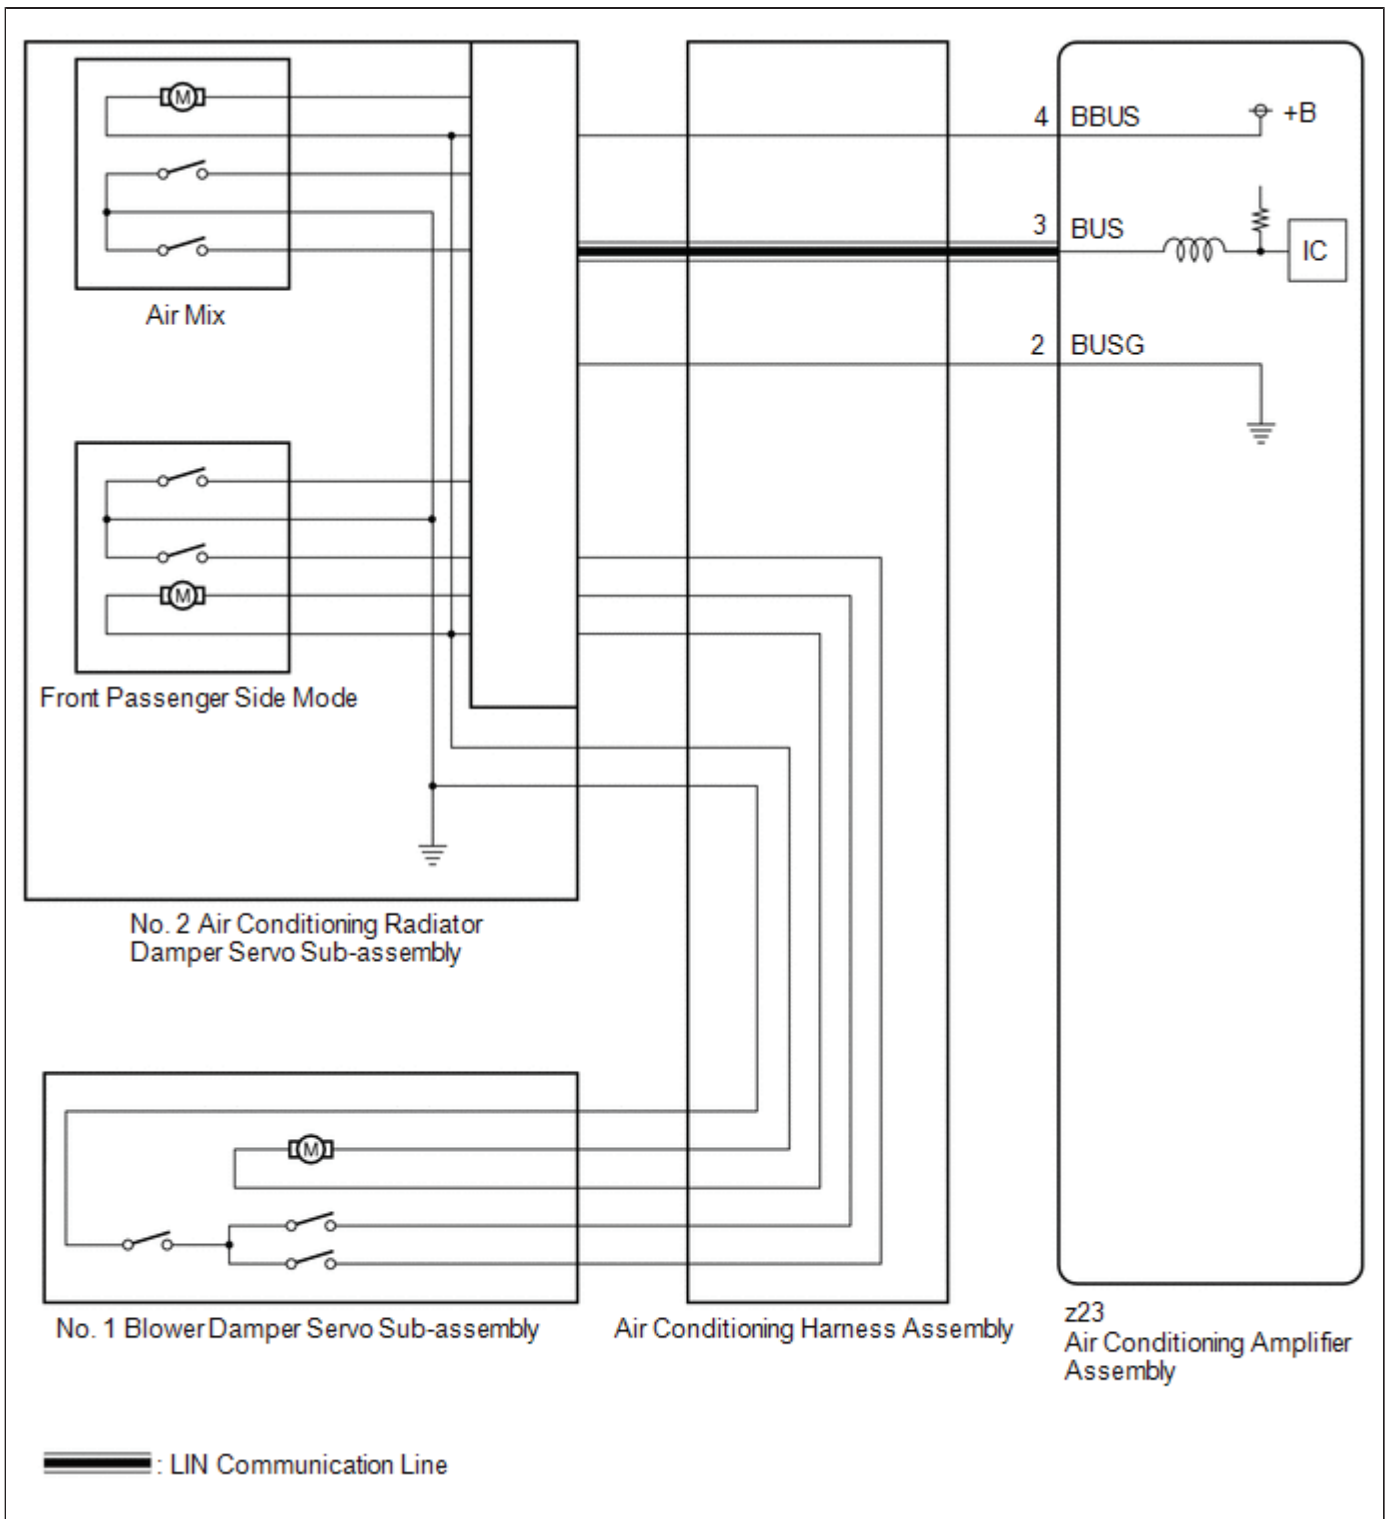 M
4 BBUS
+B
3 BUS
IC
Air Mix
2 BUSG
M
Front Passenger Side Mode
No. 2 Air Conditioning Radiator
Damper Servo Sub-assembly
M
No. 1 Blower Damper Servo Sub-assembly
Air Conditioning Harness Assembly
z23
Air Conditioning Amplifier
Assembly
: LIN Communication Line